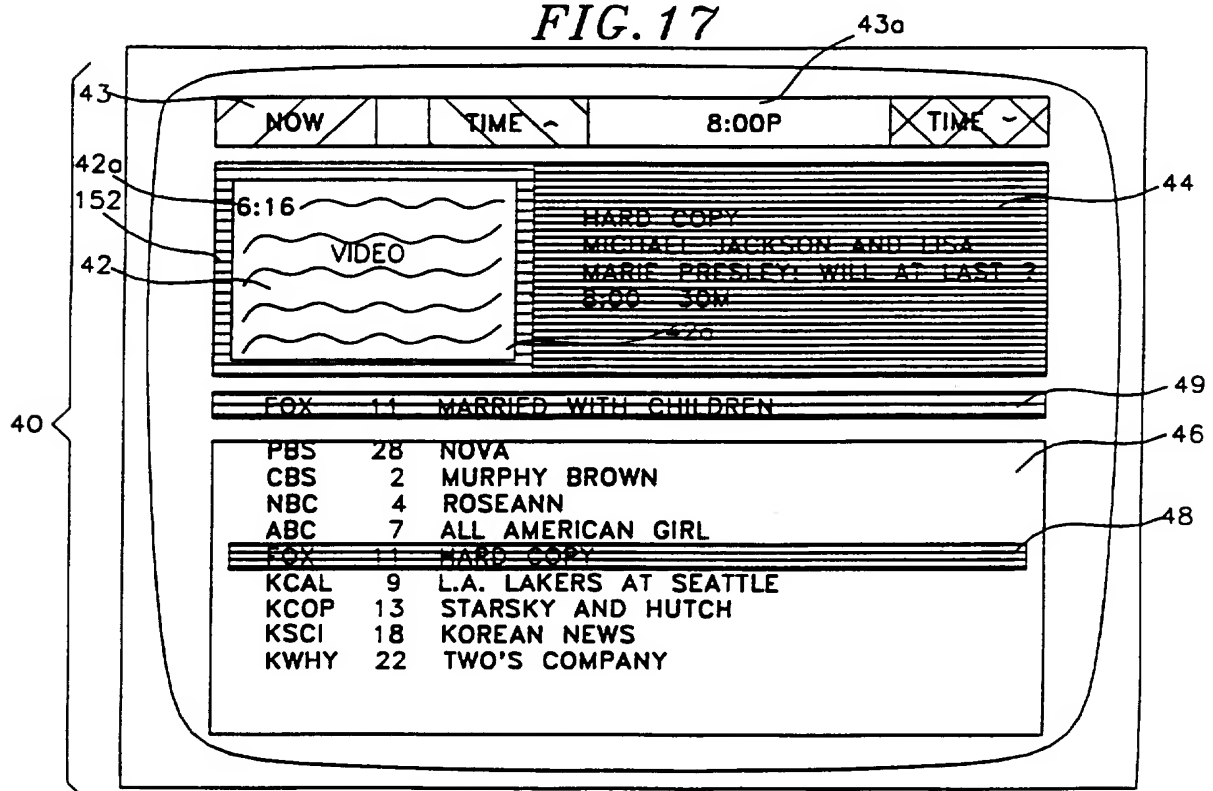 FIG. 17
43a
43
NOW TIME ~ 8:00P TIME ~
42a
152
42
6:16
VIDEO
44
HARD COPY
MICHAEL JACKSON AND LISA
MARIE PRESLEY! WILL AT LAST ?
8:00 30M
42a
49
FOX 11 MARRIED WITH CHILDREN
40
46
PBS 28 NOVA
CBS 2 MURPHY BROWN
NBC 4 ROSEANN
ABC 7 ALL AMERICAN GIRL
48
FOX 11 HARD COPY
KCAL 9 L.A. LAKERS AT SEATTLE
KCOP 13 STARSKY AND HUTCH
KSCI 18 KOREAN NEWS
KWHY 22 TWO'S COMPANY